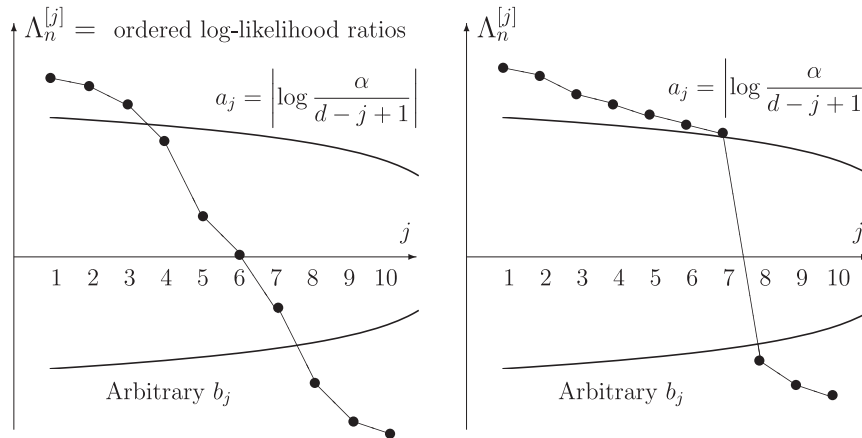 Λ_n^{[j]} = ordered log-likelihood ratios
a_j = |log α / (d − j + 1)|
j
1 2 3 4 5 6 7 8 9 10
Arbitrary b_j
Λ_n^{[j]}
a_j = |log α / (d − j + 1)
j
1 2 3 4 5 6 7 8 9 10
Arbitrary b_j